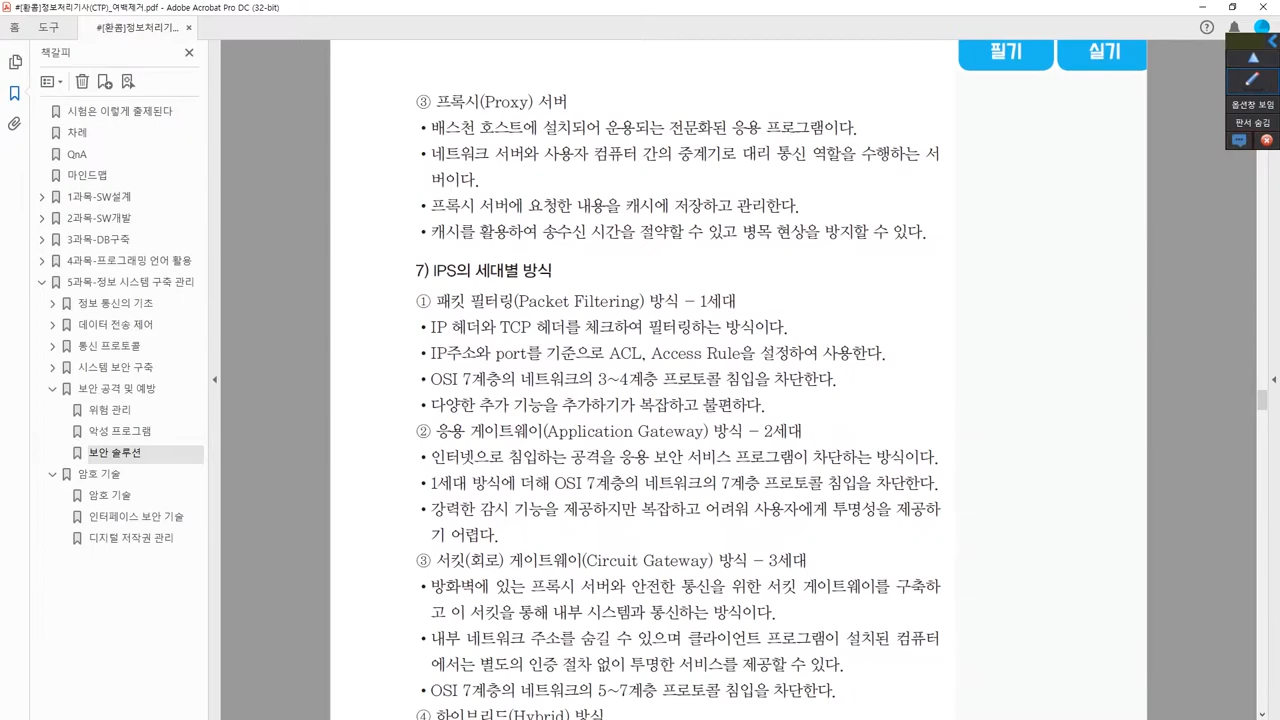 #[환콤]정보처리기사(CTP)_여백제거.pdf - Adobe Acrobat Pro DC (32-bit)
홈 도구 #[환콤]정보처리기... ×
책갈피
시험은 이렇게 출제된다
차례
QnA
마인드맵
1과목-SW설계
2과목-SW개발
3과목-DB구축
4과목-프로그래밍 언어 활용
5과목-정보 시스템 구축 관리
정보 통신의 기초
데이터 전송 제어
통신 프로토콜
시스템 보안 구축
보안 공격 및 예방
위험 관리
악성 프로그램
보안 솔루션
암호 기술
암호 기술
인터페이스 보안 기술
디지털 저작권 관리
필기 실기
③ 프록시(Proxy) 서버
• 배스천 호스트에 설치되어 운용되는 전문화된 응용 프로그램이다.
• 네트워크 서버와 사용자 컴퓨터 간의 중계기로 대리 통신 역할을 수행하는 서
버이다.
• 프록시 서버에 요청한 내용을 캐시에 저장하고 관리한다.
• 캐시를 활용하여 송수신 시간을 절약할 수 있고 병목 현상을 방지할 수 있다.
7) IPS의 세대별 방식
① 패킷 필터링(Packet Filtering) 방식 – 1세대
• IP 헤더와 TCP 헤더를 체크하여 필터링하는 방식이다.
• IP주소와 port를 기준으로 ACL, Access Rule을 설정하여 사용한다.
• OSI 7계층의 네트워크의 3~4계층 프로토콜 침입을 차단한다.
• 다양한 추가 기능을 추가하기가 복잡하고 불편하다.
② 응용 게이트웨이(Application Gateway) 방식 – 2세대
• 인터넷으로 침입하는 공격을 응용 보안 서비스 프로그램이 차단하는 방식이다.
• 1세대 방식에 더해 OSI 7계층의 네트워크의 7계층 프로토콜 침입을 차단한다.
• 강력한 감시 기능을 제공하지만 복잡하고 어려워 사용자에게 투명성을 제공하
기 어렵다.
③ 서킷(회로) 게이트웨이(Circuit Gateway) 방식 – 3세대
• 방화벽에 있는 프록시 서버와 안전한 통신을 위한 서킷 게이트웨이를 구축하
고 이 서킷을 통해 내부 시스템과 통신하는 방식이다.
• 내부 네트워크 주소를 숨길 수 있으며 클라이언트 프로그램이 설치된 컴퓨터
에서는 별도의 인증 절차 없이 투명한 서비스를 제공할 수 있다.
• OSI 7계층의 네트워크의 5~7계층 프로토콜 침입을 차단한다.
④ 하이브리드(Hybrid) 방식
옵션창 보임
판서 숨김